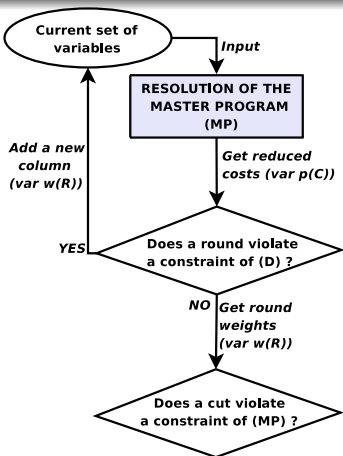 Current set of
variables
Input
RESOLUTION OF THE
MASTER PROGRAM
(MP)
Add a new
column
(var w(R))
Get reduced
costs (var p(C))
YES
Does a round violate
a constraint of (D) ?
NO
Get round
weights
(var w(R))
Does a cut violate
a constraint of (MP) ?